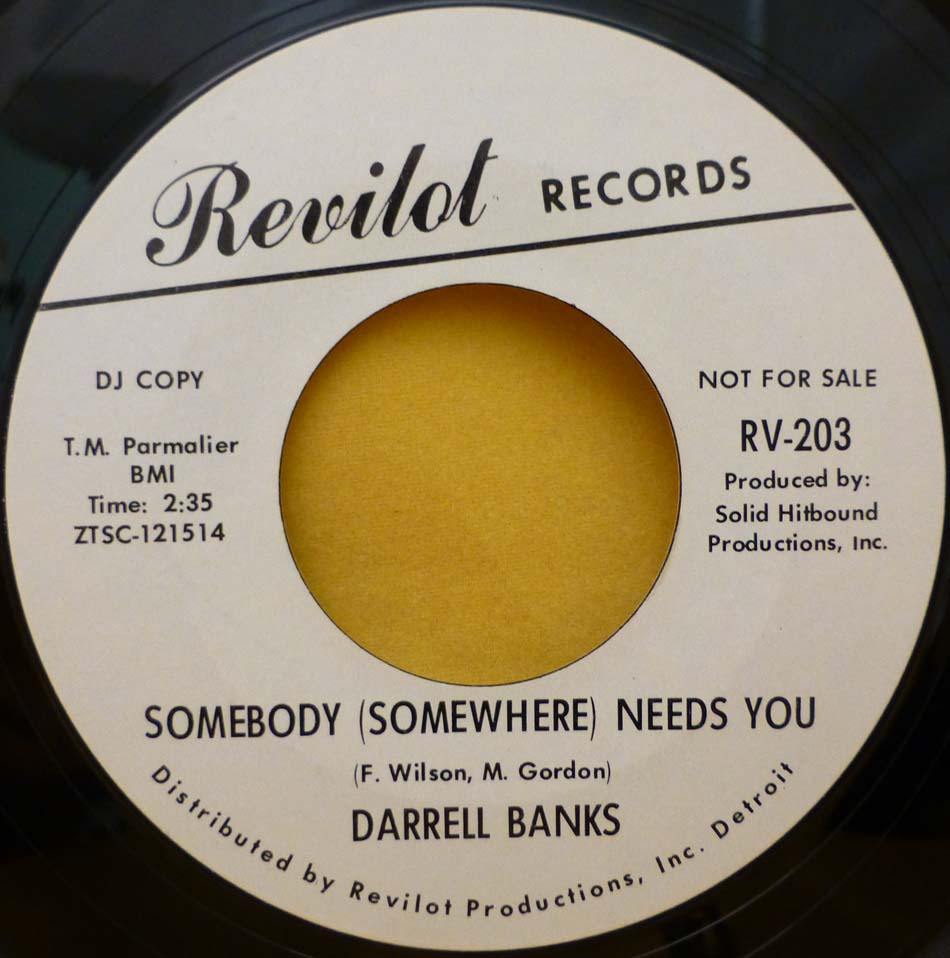 Revilot RECORDS
DJ COPY
T.M. Parmalier
BMI
Time: 2:35
ZTSC-121514
NOT FOR SALE
RV-203
Produced by:
Solid Hitbound
Productions, Inc.
SOMEBODY (SOMEWHERE) NEEDS YOU
(F. Wilson, M. Gordon)
DARRELL BANKS
Distributed by Revilot Productions, Inc. Detroit